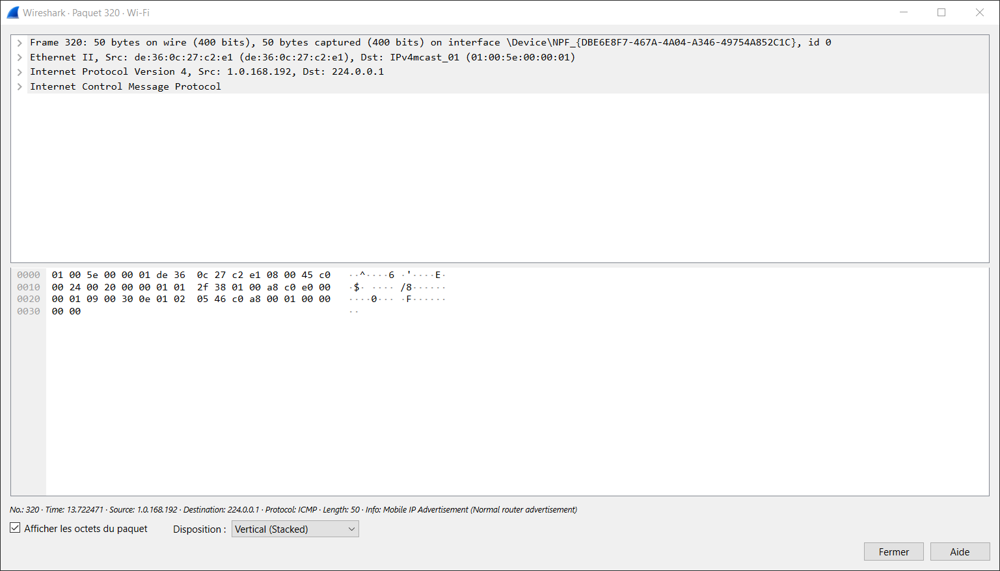 Wireshark · Paquet 320 · Wi-Fi
Frame 320: 50 bytes on wire (400 bits), 50 bytes captured (400 bits) on interface \Device\NPF_{DBE6E8F7-467A-4A04-A346-49754A852C1C}, id 0
Ethernet II, Src: de:36:0c:27:c2:e1 (de:36:0c:27:c2:e1), Dst: IPv4mcast_01 (01:00:5e:00:00:01)
Internet Protocol Version 4, Src: 1.0.168.192, Dst: 224.0.0.1
Internet Control Message Protocol
0000 01 00 5e 00 00 01 de 36 0c 27 c2 e1 08 00 45 c0 ··^····6 ·'····E·
0010 00 24 00 20 00 00 01 01 2f 38 01 00 a8 c0 e0 00 ·$· ···· /8······
0020 00 01 09 00 30 0e 01 02 05 46 c0 a8 00 01 00 00 ····0··· ·F······
0030 00 00 ··
No.: 320 · Time: 13.722471 · Source: 1.0.168.192 · Destination: 224.0.0.1 · Protocol: ICMP · Length: 50 · Info: Mobile IP Advertisement (Normal router advertisement)
Afficher les octets du paquet Disposition : Vertical (Stacked)
Fermer Aide